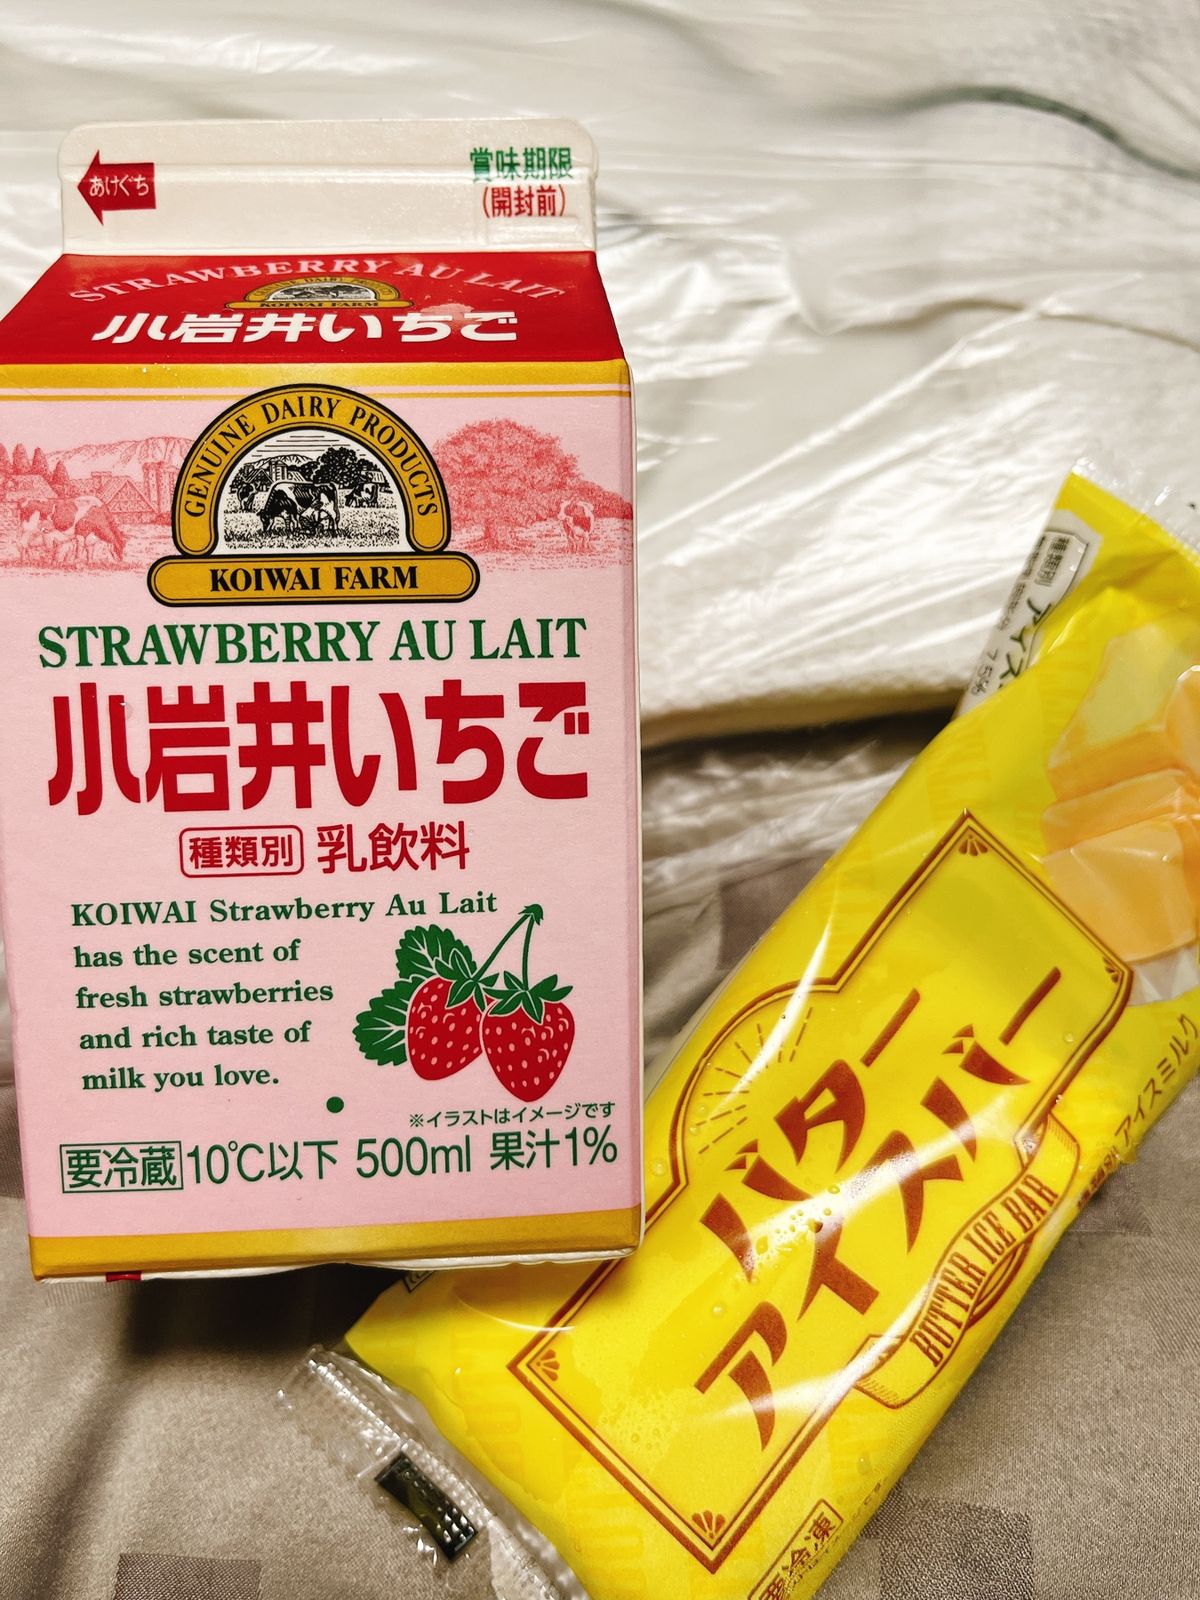 あけぐち
賞味期限
(開封前)
STRAWBERRY AU LAIT
KOIWAI FARM
小岩井いちご
GENUINE DAIRY PRODUCTS
KOIWAI FARM
STRAWBERRY AU LAIT
小岩井いちご
種類別 乳飲料
KOIWAI Strawberry Au Lait
has the scent of
fresh strawberries
and rich taste of
milk you love.
※イラストはイメージです
要冷蔵 10℃以下 500ml 果汁1%
種類別
バター
アイスバー
BUTTER ICE BAR
アイスミルク
要冷凍